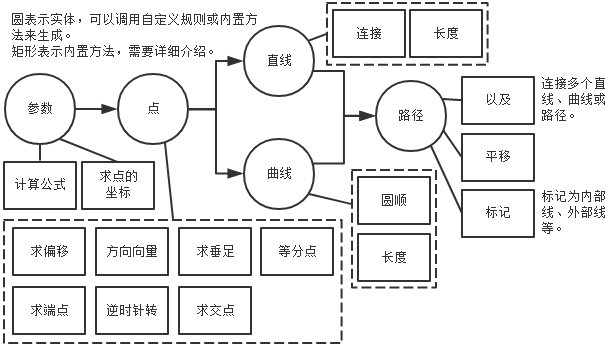 圆表示实体，可以调用自定义规则或内置方
法来生成。
矩形表示内置方法，需要详细介绍。
连接
长度
直线
参数
点
路径
以及
连接多个直
线、曲线或
路径。
平移
计算公式
求点的
坐标
曲线
圆顺
长度
标记
标记为内部
线、外部线
等。
求偏移
方向向量
求垂足
等分点
求端点
逆时针转
求交点